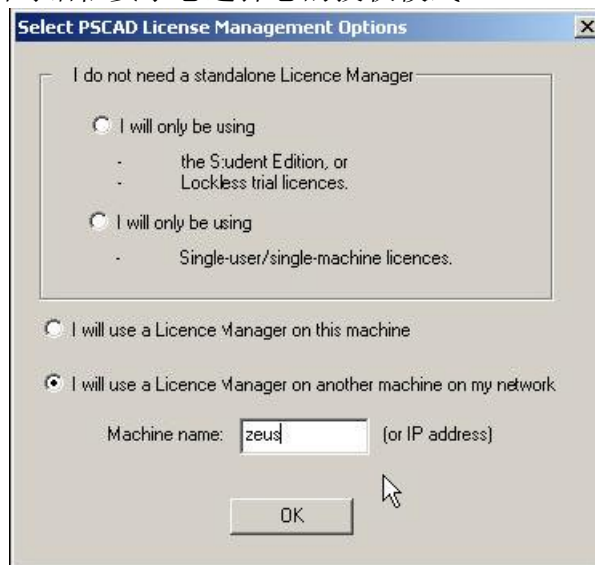 Select PSCAD License Management Options
I do not need a standalone Licence Manager
I will only be using
- the Student Edition, or
- Lockless trial licences.
I will only be using
- Single-user/single-machine licences.
I will use a Licence Manager on this machine
I will use a Licence Manager on another machine on my network
Machine name: zeus (or IP address)
OK